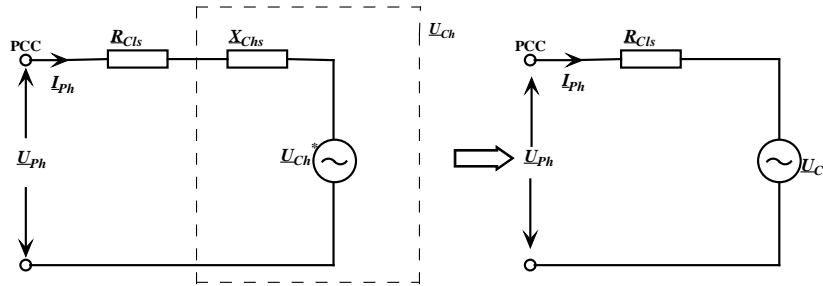 PCC
R_Cls
X_Chs
U_Ch
I_Ph
U_Ph
U_Ch*
PCC
R_Cls
I_Ph
U_Ph
U_C